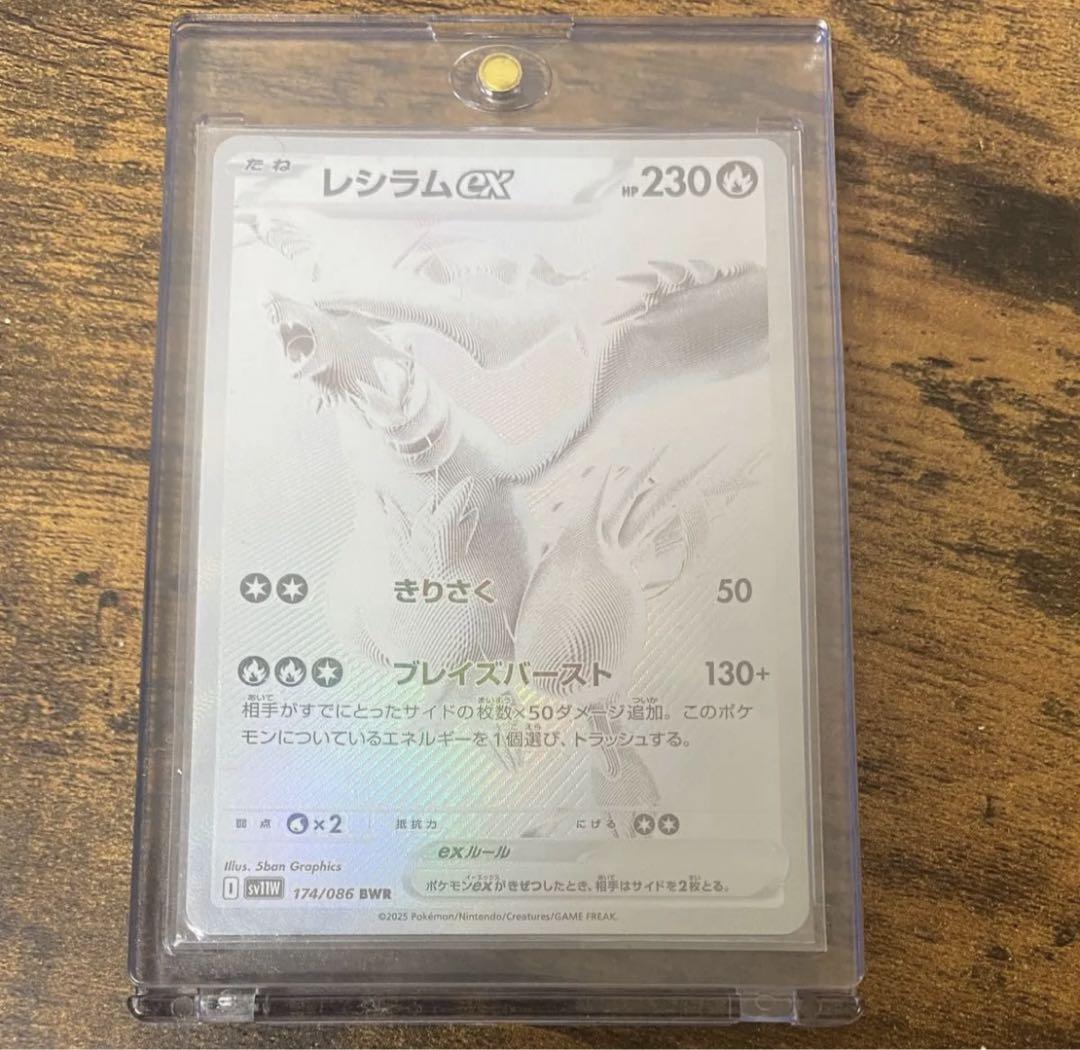 たね
レシラムex HP230
きりさく 50
ブレイズバースト 130+
相手がすでにとったサイドの枚数×50ダメージ追加。このポケ
モンについているエネルギーを1個選び、トラッシュする。
弱点 ×2 抵抗力 にげる
exルール
ポケモンexがきぜつしたとき、相手はサイドを2枚とる。
Illus. 5ban Graphics
I sv11W 174/086 BWR
©2025 Pokémon/Nintendo/Creatures/GAME FREAK.